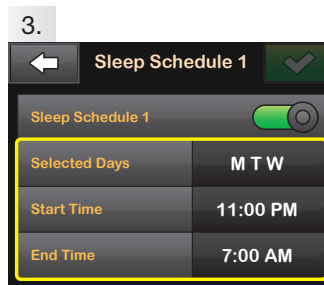 3.
Sleep Schedule 1
Sleep Schedule 1
Selected Days M T W
Start Time 11:00 PM
End Time 7:00 AM